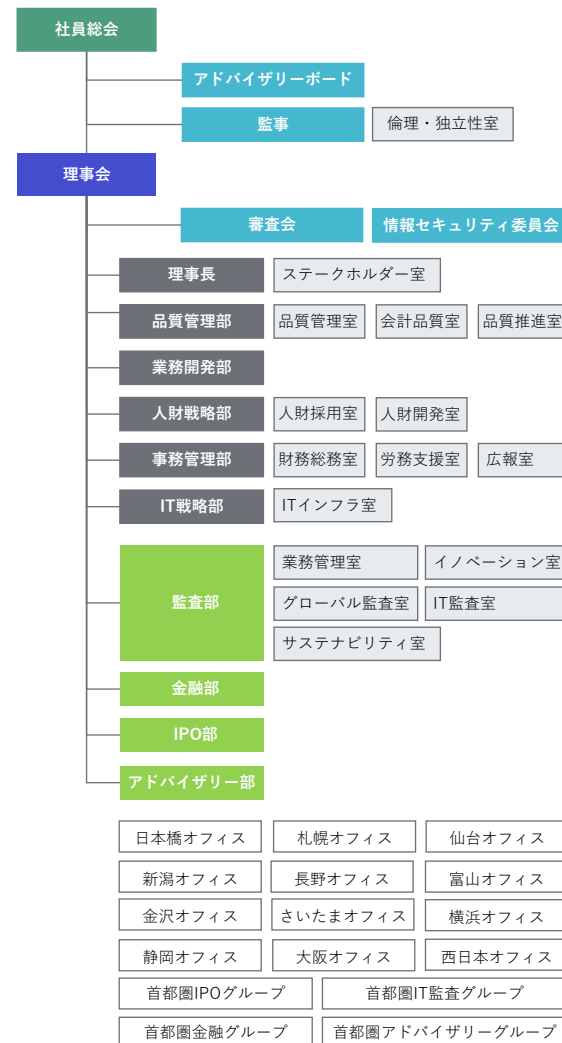 社員総会
アドバイザリーボード
監事
倫理・独立性室
理事会
審査会
情報セキュリティ委員会
理事長
ステークホルダー室
品質管理部
品質管理室
会計品質室
品質推進室
業務開発部
人財戦略部
人財採用室
人財開発室
事務管理部
財務総務室
労務支援室
広報室
IT戦略部
ITインフラ室
監査部
業務管理室
イノベーション室
グローバル監査室
IT監査室
サステナビリティ室
金融部
IPO部
アドバイザリー部
日本橋オフィス
札幌オフィス
仙台オフィス
新潟オフィス
長野オフィス
富山オフィス
金沢オフィス
さいたまオフィス
横浜オフィス
静岡オフィス
大阪オフィス
西日本オフィス
首都圏IPOグループ
首都圏IT監査グループ
首都圏金融グループ
首都圏アドバイザリーグループ